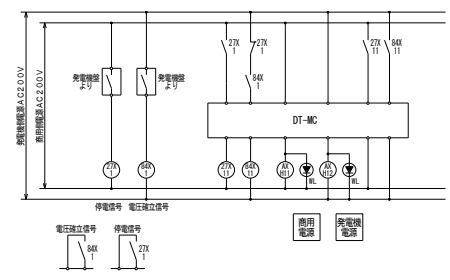 発電機側電源AC200V
商用側電源AC200V
発電機盤
より
発電機盤
より
27X
1
27X
1
84X
1
27X
11
84X
11
DT-MC
27X
1
84X
1
27X
11
84X
11
AX
H11
WL
AX
H12
WL
停電信号
電圧確立信号
電圧確立信号
84X
1
停電信号
27X
1
商用
電源
発電機
電源